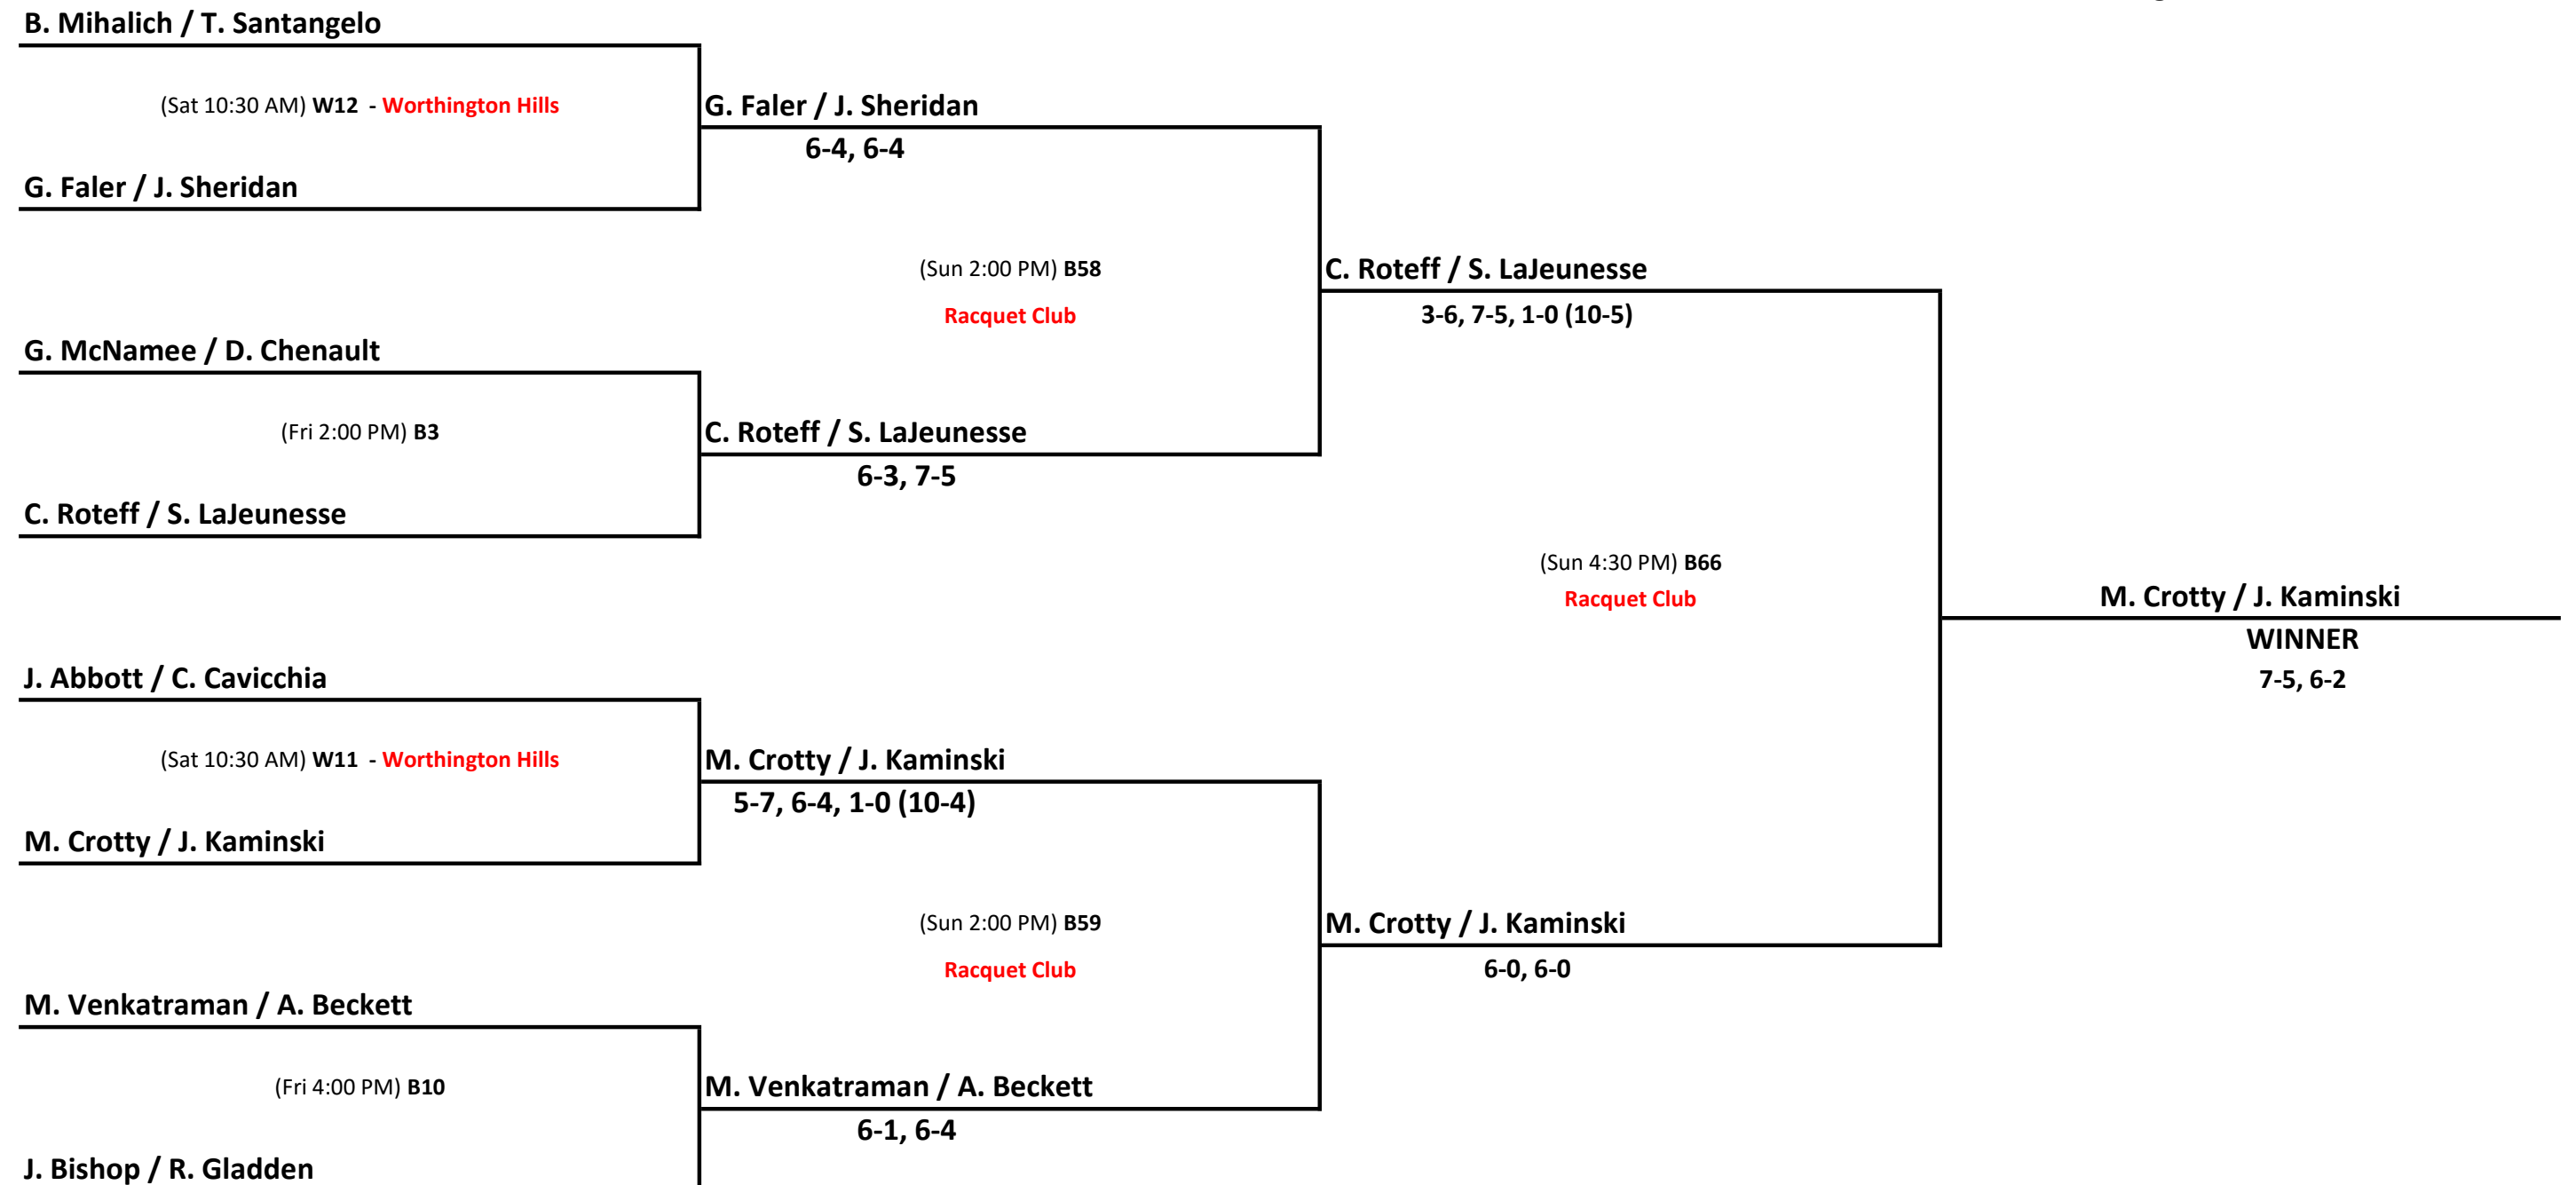 B. Mihalich / T. Santangelo
(Sat 10:30 AM) W12 - Worthington Hills
G. Faler / J. Sheridan
6-4, 6-4
G. Faler / J. Sheridan
(Sun 2:00 PM) B58
Racquet Club
C. Roteff / S. LaJeunesse
3-6, 7-5, 1-0 (10-5)
G. McNamee / D. Chenault
(Fri 2:00 PM) B3
C. Roteff / S. LaJeunesse
6-3, 7-5
C. Roteff / S. LaJeunesse
(Sun 4:30 PM) B66
Racquet Club
M. Crotty / J. Kaminski
WINNER
7-5, 6-2
J. Abbott / C. Cavicchia
(Sat 10:30 AM) W11 - Worthington Hills
M. Crotty / J. Kaminski
5-7, 6-4, 1-0 (10-4)
M. Crotty / J. Kaminski
(Sun 2:00 PM) B59
Racquet Club
M. Crotty / J. Kaminski
6-0, 6-0
M. Venkatraman / A. Beckett
(Fri 4:00 PM) B10
M. Venkatraman / A. Beckett
6-1, 6-4
J. Bishop / R. Gladden